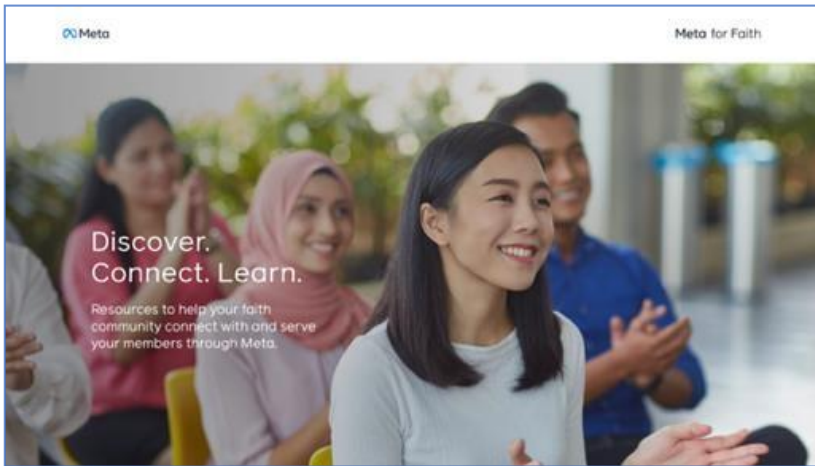 Meta
Meta for Faith
Discover.
Connect. Learn.
Resources to help your faith
community connect with and serve
your members through Meta.